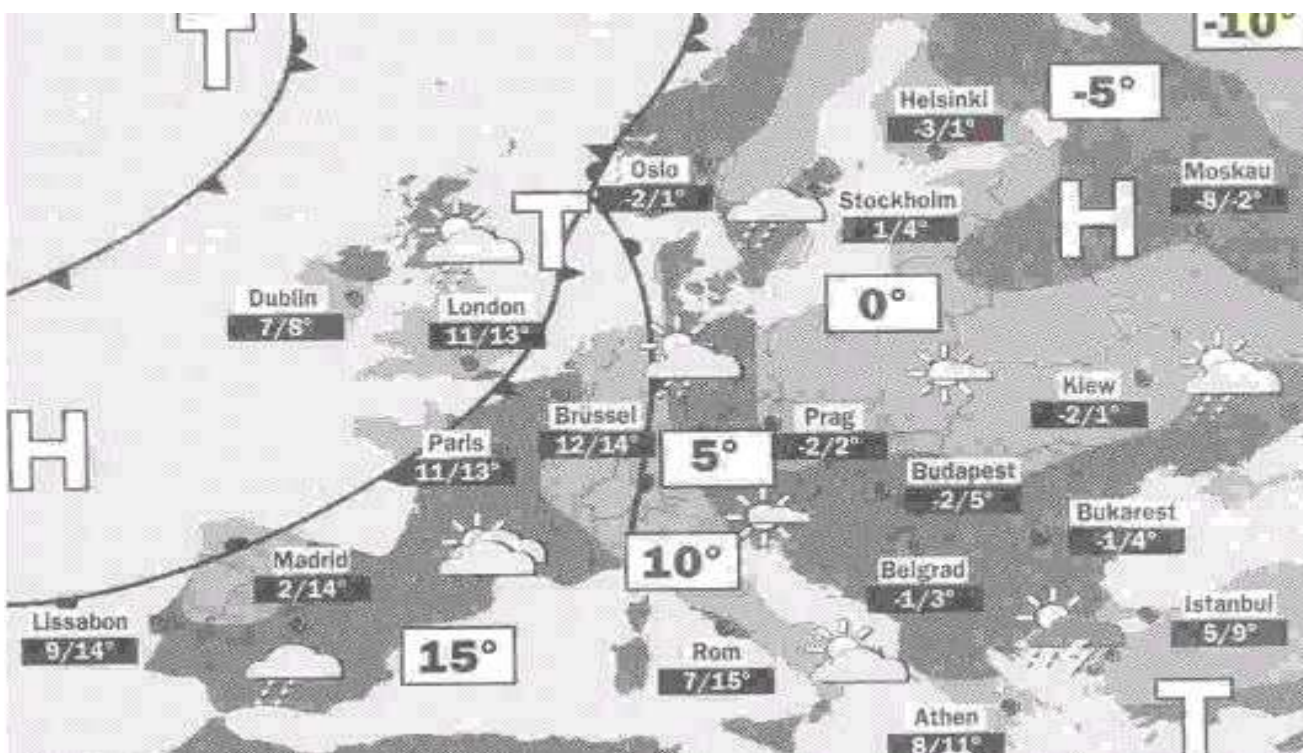 T
-10°
-5°
Helsinki
-3/1°
Oslo
-2/1°
Moskau
-8/-2°
Stockholm
1/4°
T
H
Dublin
7/8°
London
11/13°
0°
Kiew
-2/1°
H
Paris
11/13°
Brüssel
12/14°
5°
Prag
-2/2°
Budapest
-2/5°
Bukarest
-1/4°
Madrid
2/14°
10°
Belgrad
-1/3°
Istanbul
5/9°
Lissabon
9/14°
15°
Rom
7/15°
T
Athen
8/11°